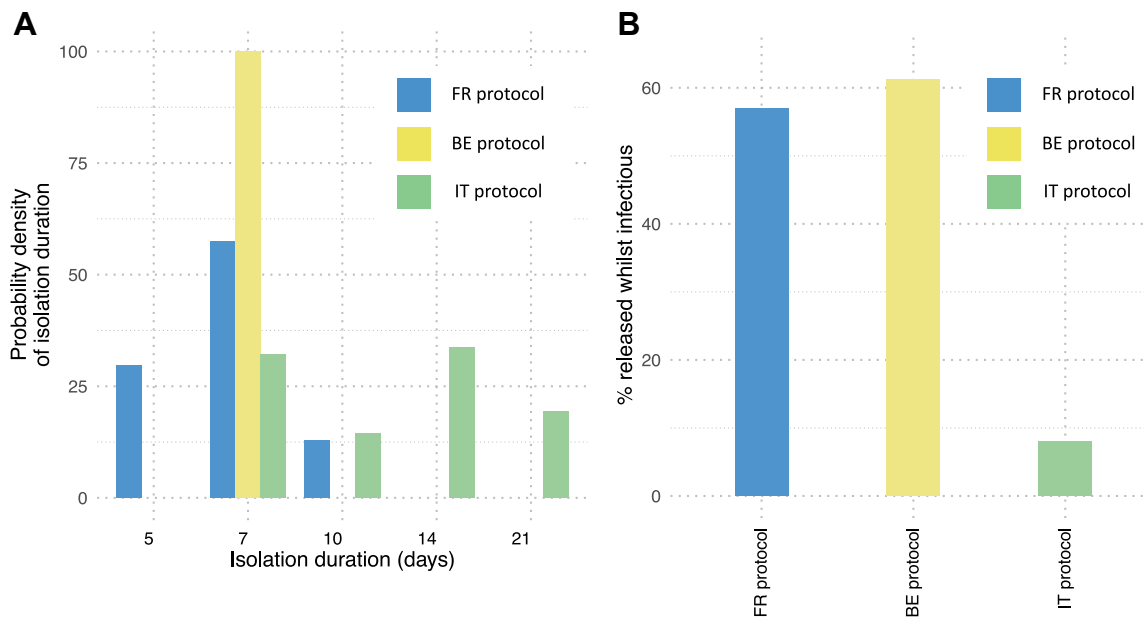 A
Probability density
of isolation duration
100
75
50
25
0
5 7 10 14 21
Isolation duration (days)
FR protocol
BE protocol
IT protocol
B
% released whilst infectious
60
40
20
0
FR protocol
BE protocol
IT protocol
FR protocol
BE protocol
IT protocol